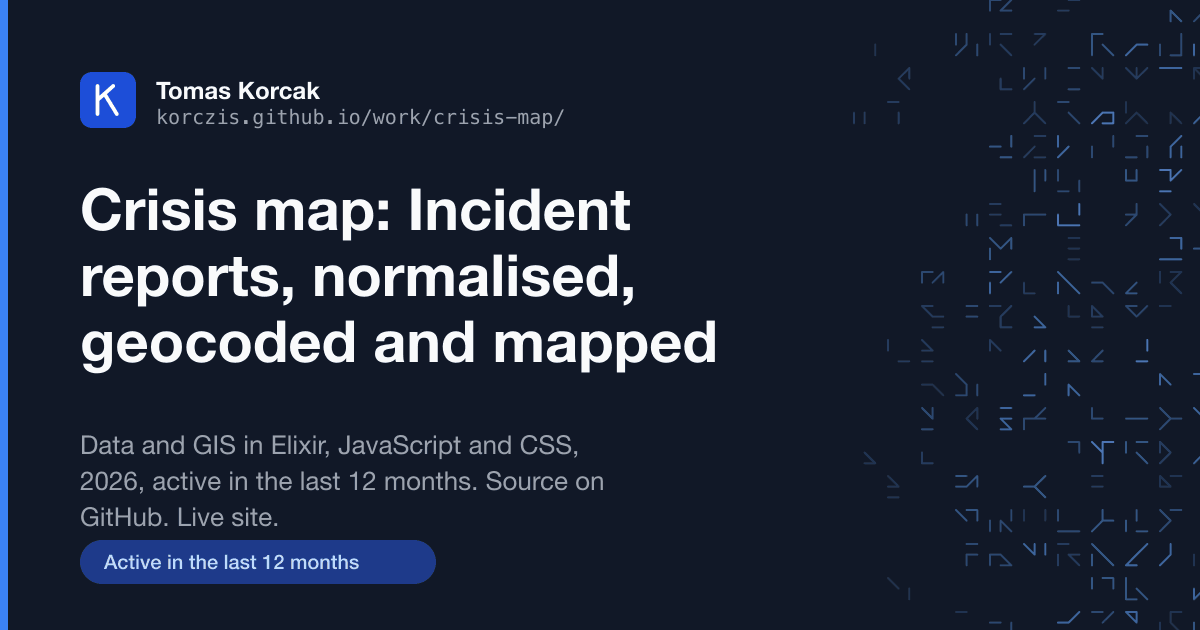 K
Tomas Korcak
korczis.github.io/work/crisis-map/
Crisis map: Incident
reports, normalised,
geocoded and mapped
Data and GIS in Elixir, JavaScript and CSS,
2026, active in the last 12 months. Source on
GitHub. Live site.
Active in the last 12 months